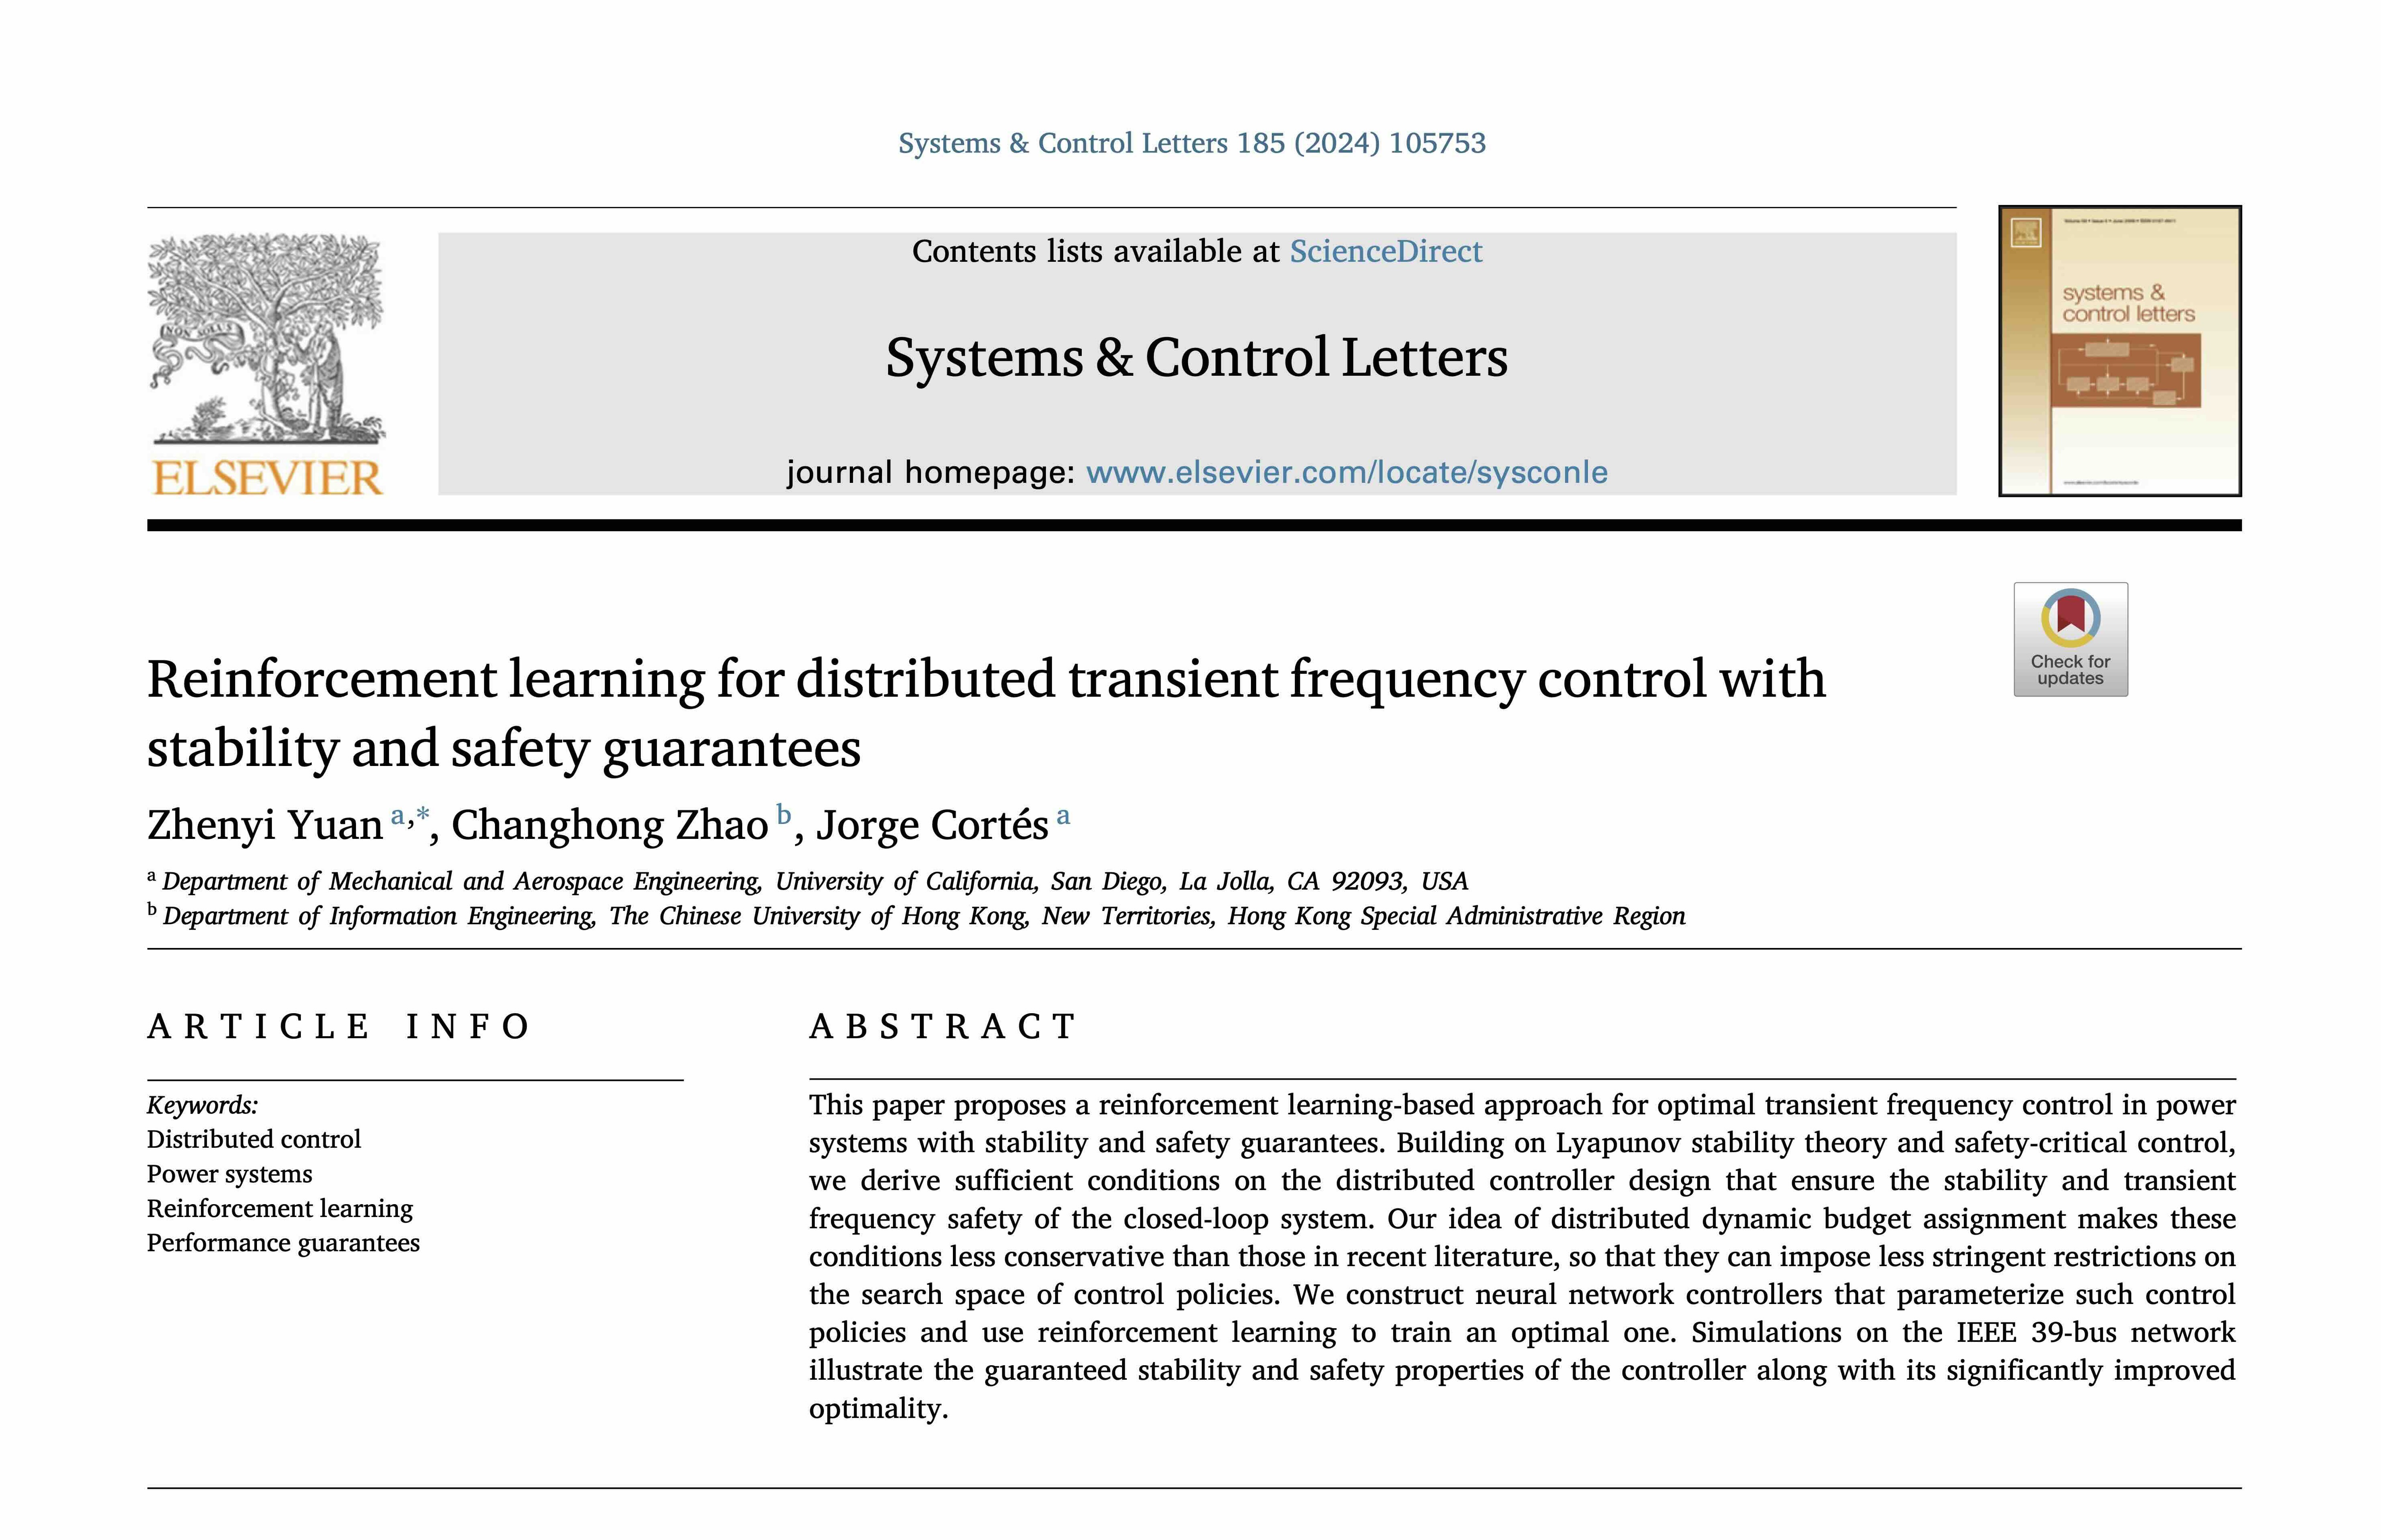 Systems & Control Letters 185 (2024) 105753
Contents lists available at ScienceDirect
Systems & Control Letters
journal homepage: www.elsevier.com/locate/sysconle
NON SOLUS
ELSEVIER
systems &
control letters
Check for
updates
Reinforcement learning for distributed transient frequency control with
stability and safety guarantees
Zhenyi Yuan a,*, Changhong Zhao b, Jorge Cortés a
a Department of Mechanical and Aerospace Engineering, University of California, San Diego, La Jolla, CA 92093, USA
b Department of Information Engineering, The Chinese University of Hong Kong, New Territories, Hong Kong Special Administrative Region
ARTICLE INFO
Keywords:
Distributed control
Power systems
Reinforcement learning
Performance guarantees
ABSTRACT
This paper proposes a reinforcement learning-based approach for optimal transient frequency control in power
systems with stability and safety guarantees. Building on Lyapunov stability theory and safety-critical control,
we derive sufficient conditions on the distributed controller design that ensure the stability and transient
frequency safety of the closed-loop system. Our idea of distributed dynamic budget assignment makes these
conditions less conservative than those in recent literature, so that they can impose less stringent restrictions on
the search space of control policies. We construct neural network controllers that parameterize such control
policies and use reinforcement learning to train an optimal one. Simulations on the IEEE 39-bus network
illustrate the guaranteed stability and safety properties of the controller along with its significantly improved
optimality.